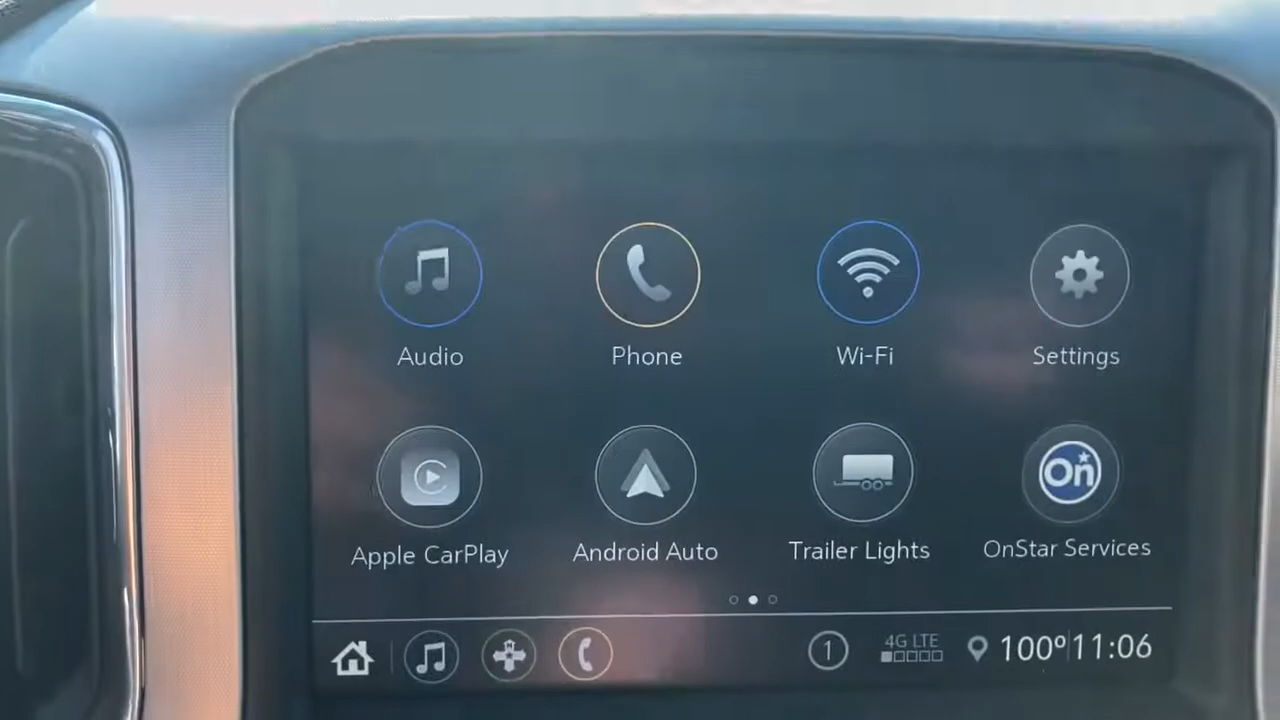 Audio Phone Wi-Fi Settings
On
Apple CarPlay Android Auto Trailer Lights OnStar Services
1 4G LTE 100º 11:06